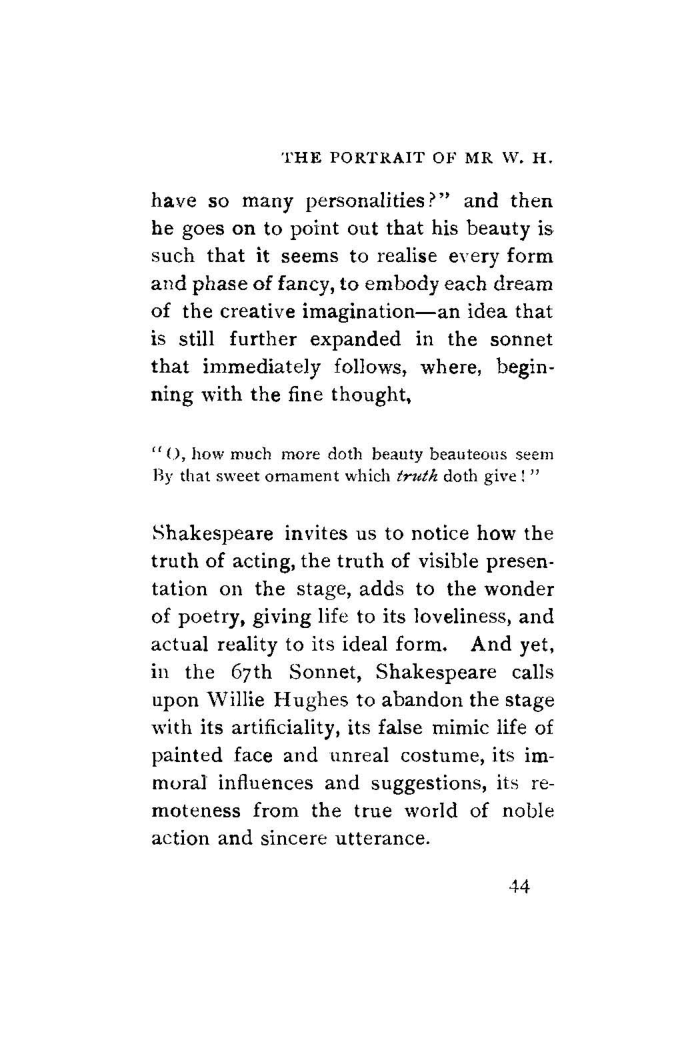 THE PORTRAIT OF MR W. H.
have so many personalities?" and then
he goes on to point out that his beauty is
such that it seems to realise every form
and phase of fancy, to embody each dream
of the creative imagination—an idea that
is still further expanded in the sonnet
that immediately follows, where, begin-
ning with the fine thought,
"O, how much more doth beauty beauteous seem
By that sweet ornament which truth doth give!"
Shakespeare invites us to notice how the
truth of acting, the truth of visible presen-
tation on the stage, adds to the wonder
of poetry, giving life to its loveliness, and
actual reality to its ideal form. And yet,
in the 67th Sonnet, Shakespeare calls
upon Willie Hughes to abandon the stage
with its artificiality, its false mimic life of
painted face and unreal costume, its im-
moral influences and suggestions, its re-
moteness from the true world of noble
action and sincere utterance.
44